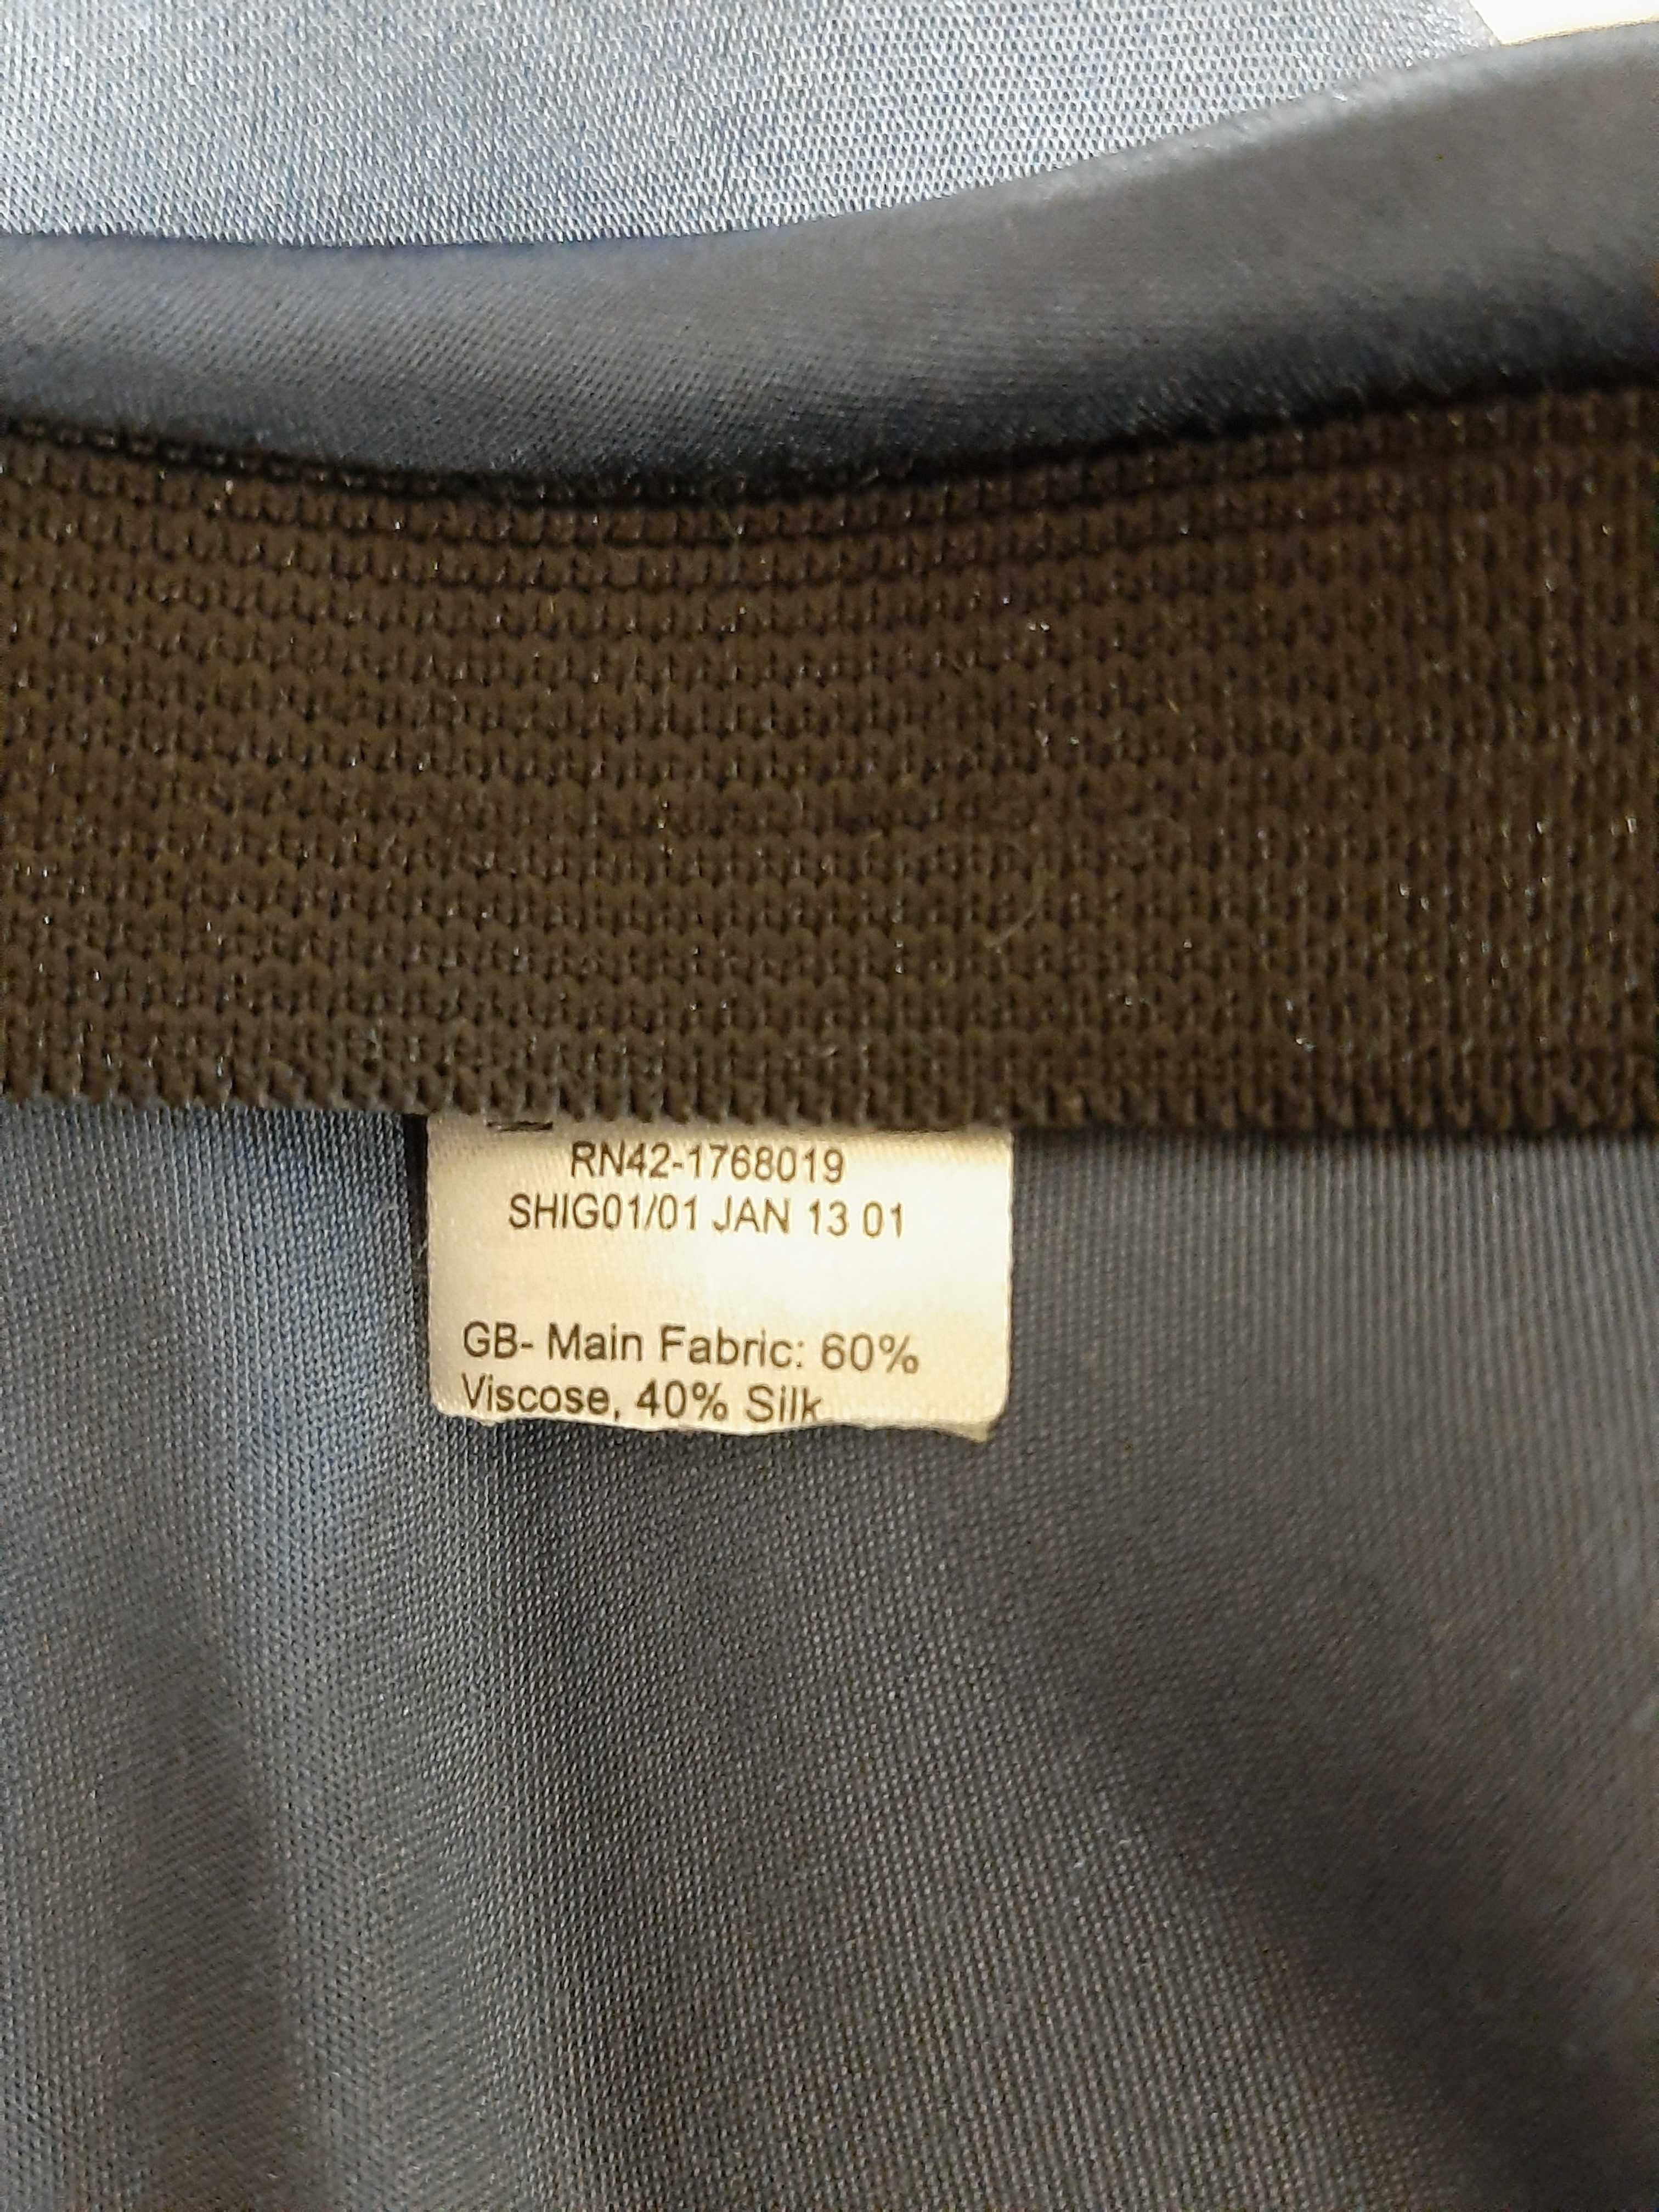 RN42-1768019
SHIG01/01 JAN 13 01
GB- Main Fabric: 60%
Viscose, 40% Silk